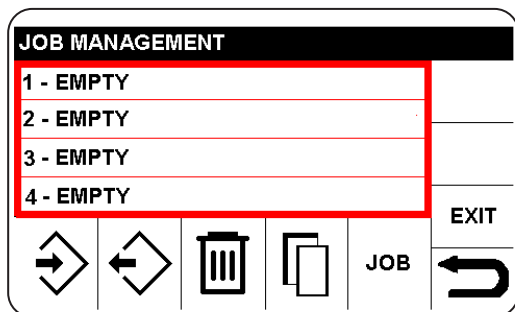 JOB MANAGEMENT
1 - EMPTY
2 - EMPTY
3 - EMPTY
4 - EMPTY
EXIT
JOB